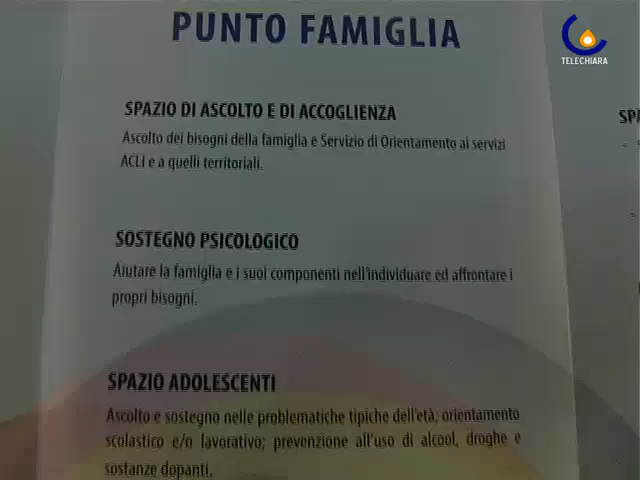 PUNTO FAMIGLIA
TELECHIARA
SPAZIO DI ASCOLTO E DI ACCOGLIENZA
Ascolto dei bisogni della famiglia e Servizio di Orientamento ai servizi
ACLI e a quelli territoriali.
SOSTEGNO PSICOLOGICO
Aiutare la famiglia e i suoi componenti nell'individuare ed affrontare i
propri bisogni.
SPAZIO ADOLESCENTI
Ascolto e sostegno nelle problematiche tipiche dell'età; orientamento
scolastico e/o lavorativo; prevenzione all'uso di alcool, droghe e
sostanze dopanti.